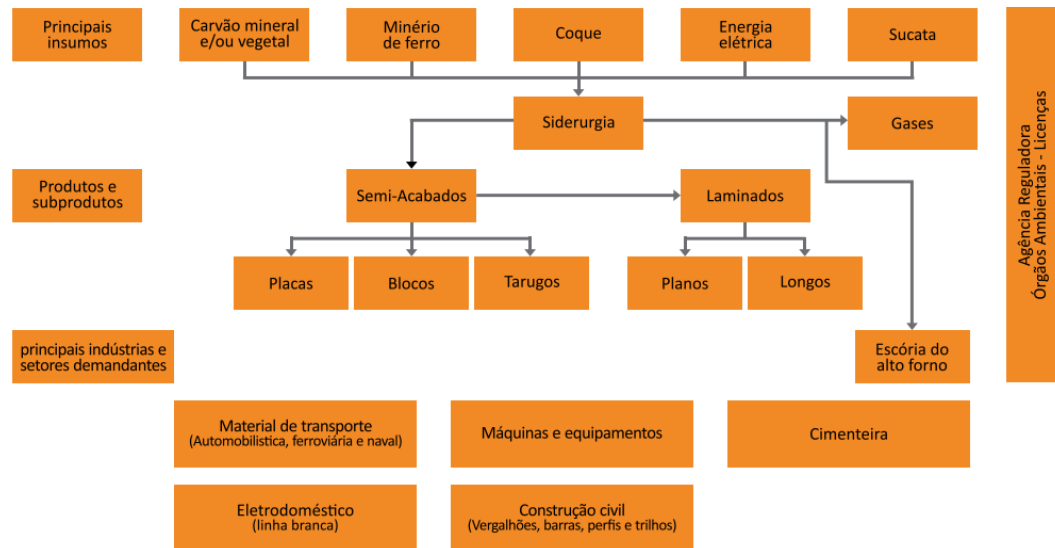 Principais
insumos
Carvão mineral
e/ou vegetal
Minério
de ferro
Coque
Energia
elétrica
Sucata
Siderurgia
Gases
Produtos e
subprodutos
Semi-Acabados
Laminados
Placas
Blocos
Tarugos
Planos
Longos
principais indústrias e
setores demandantes
Escória do
alto forno
Material de transporte
(Automobilistica, ferroviária e naval)
Máquinas e equipamentos
Cimenteira
Eletrodoméstico
(linha branca)
Construção civil
(Vergalhões, barras, perfis e trilhos)
Agência Reguladora
Órgãos Ambientais - Licenças